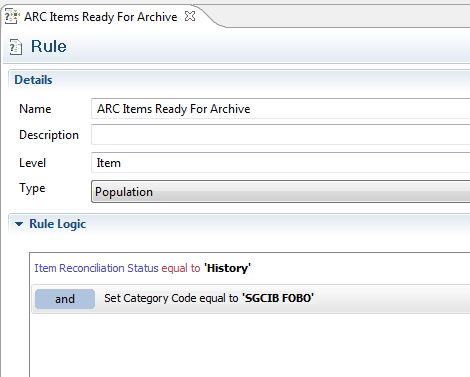 ARC Items Ready For Archive
Rule
Details
Name ARC Items Ready For Archive
Description
Level Item
Type Population
Rule Logic
Item Reconciliation Status equal to 'History'
and Set Category Code equal to 'SGCIB FOBO'